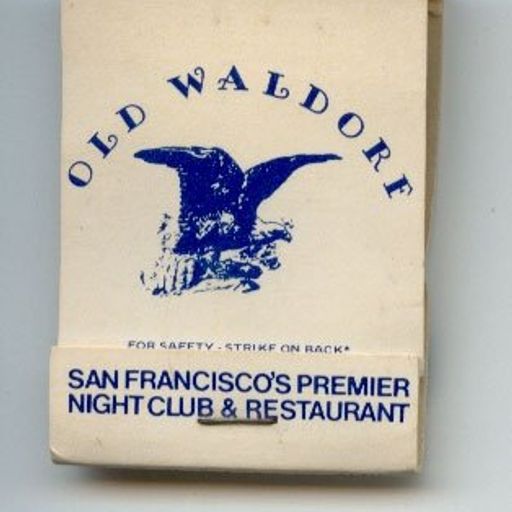 OLD WALDORF
FOR SAFETY - STRIKE ON BACK*
SAN FRANCISCO'S PREMIER
NIGHT CLUB & RESTAURANT